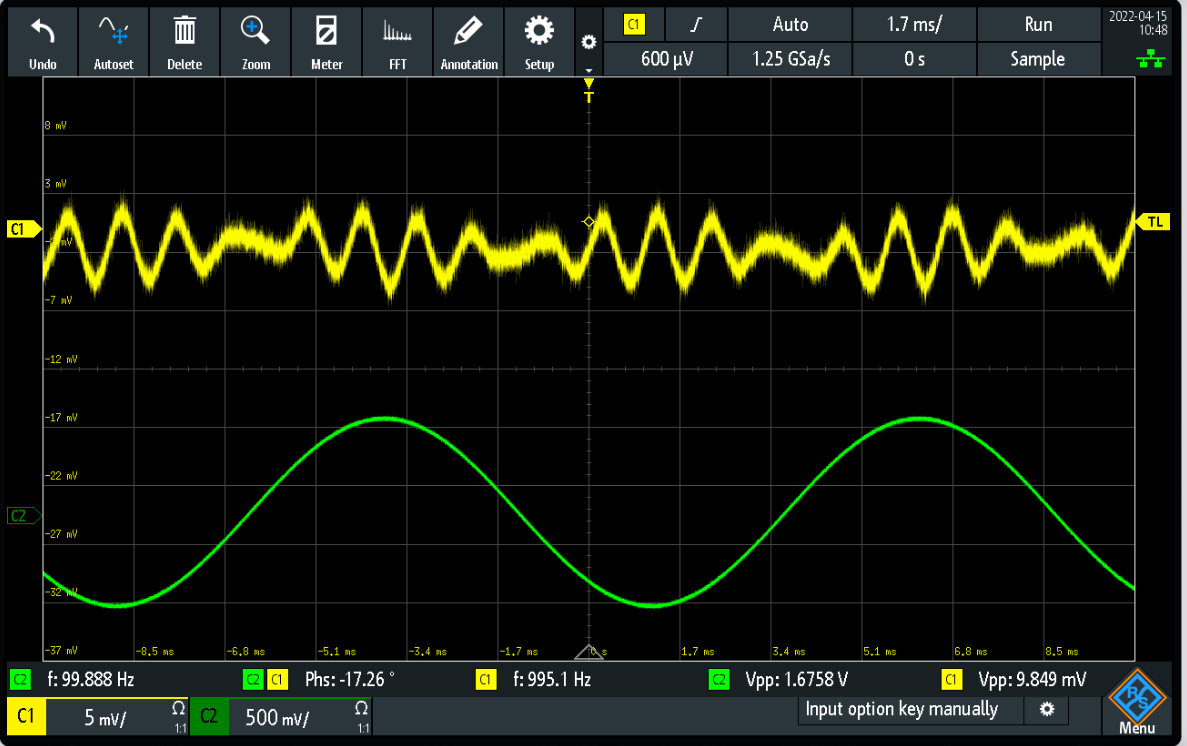 Undo Autoset Delete Zoom Meter FFT Annotation Setup
C1 Auto 1.7 ms/ Run
600 µV 1.25 GSa/s 0 s Sample
2022-04-15
10:48
T
8 mV
3 mV
C1 TL
-7 mV
-12 mV
-17 mV
-22 mV
C2
-27 mV
-32 mV
-37 mV -8.5 ms -6.8 ms -5.1 ms -3.4 ms -1.7 ms 0 s 1.7 ms 3.4 ms 5.1 ms 6.8 ms 8.5 ms
C2 f: 99.888 Hz C2 C1 Phs: -17.26 ° C1 f: 995.1 Hz C2 Vpp: 1.6758 V C1 Vpp: 9.849 mV
C1 5 mV/ Ω 1:1 C2 500 mV/ Ω 1:1 Input option key manually
R&S
Menu